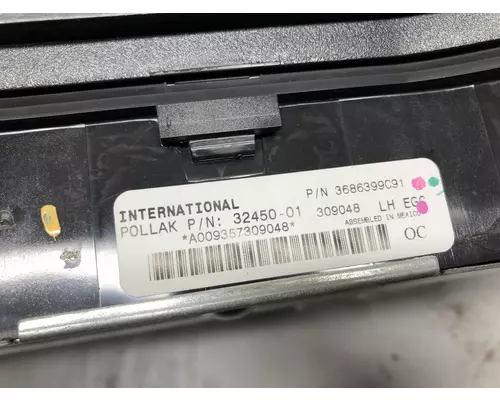 P/N 3686399C91
INTERNATIONAL
POLLAK P/N: 32450-01 309048 LH EGC
*A009357309048*
ASSEMBLED IN MEXICO
OC